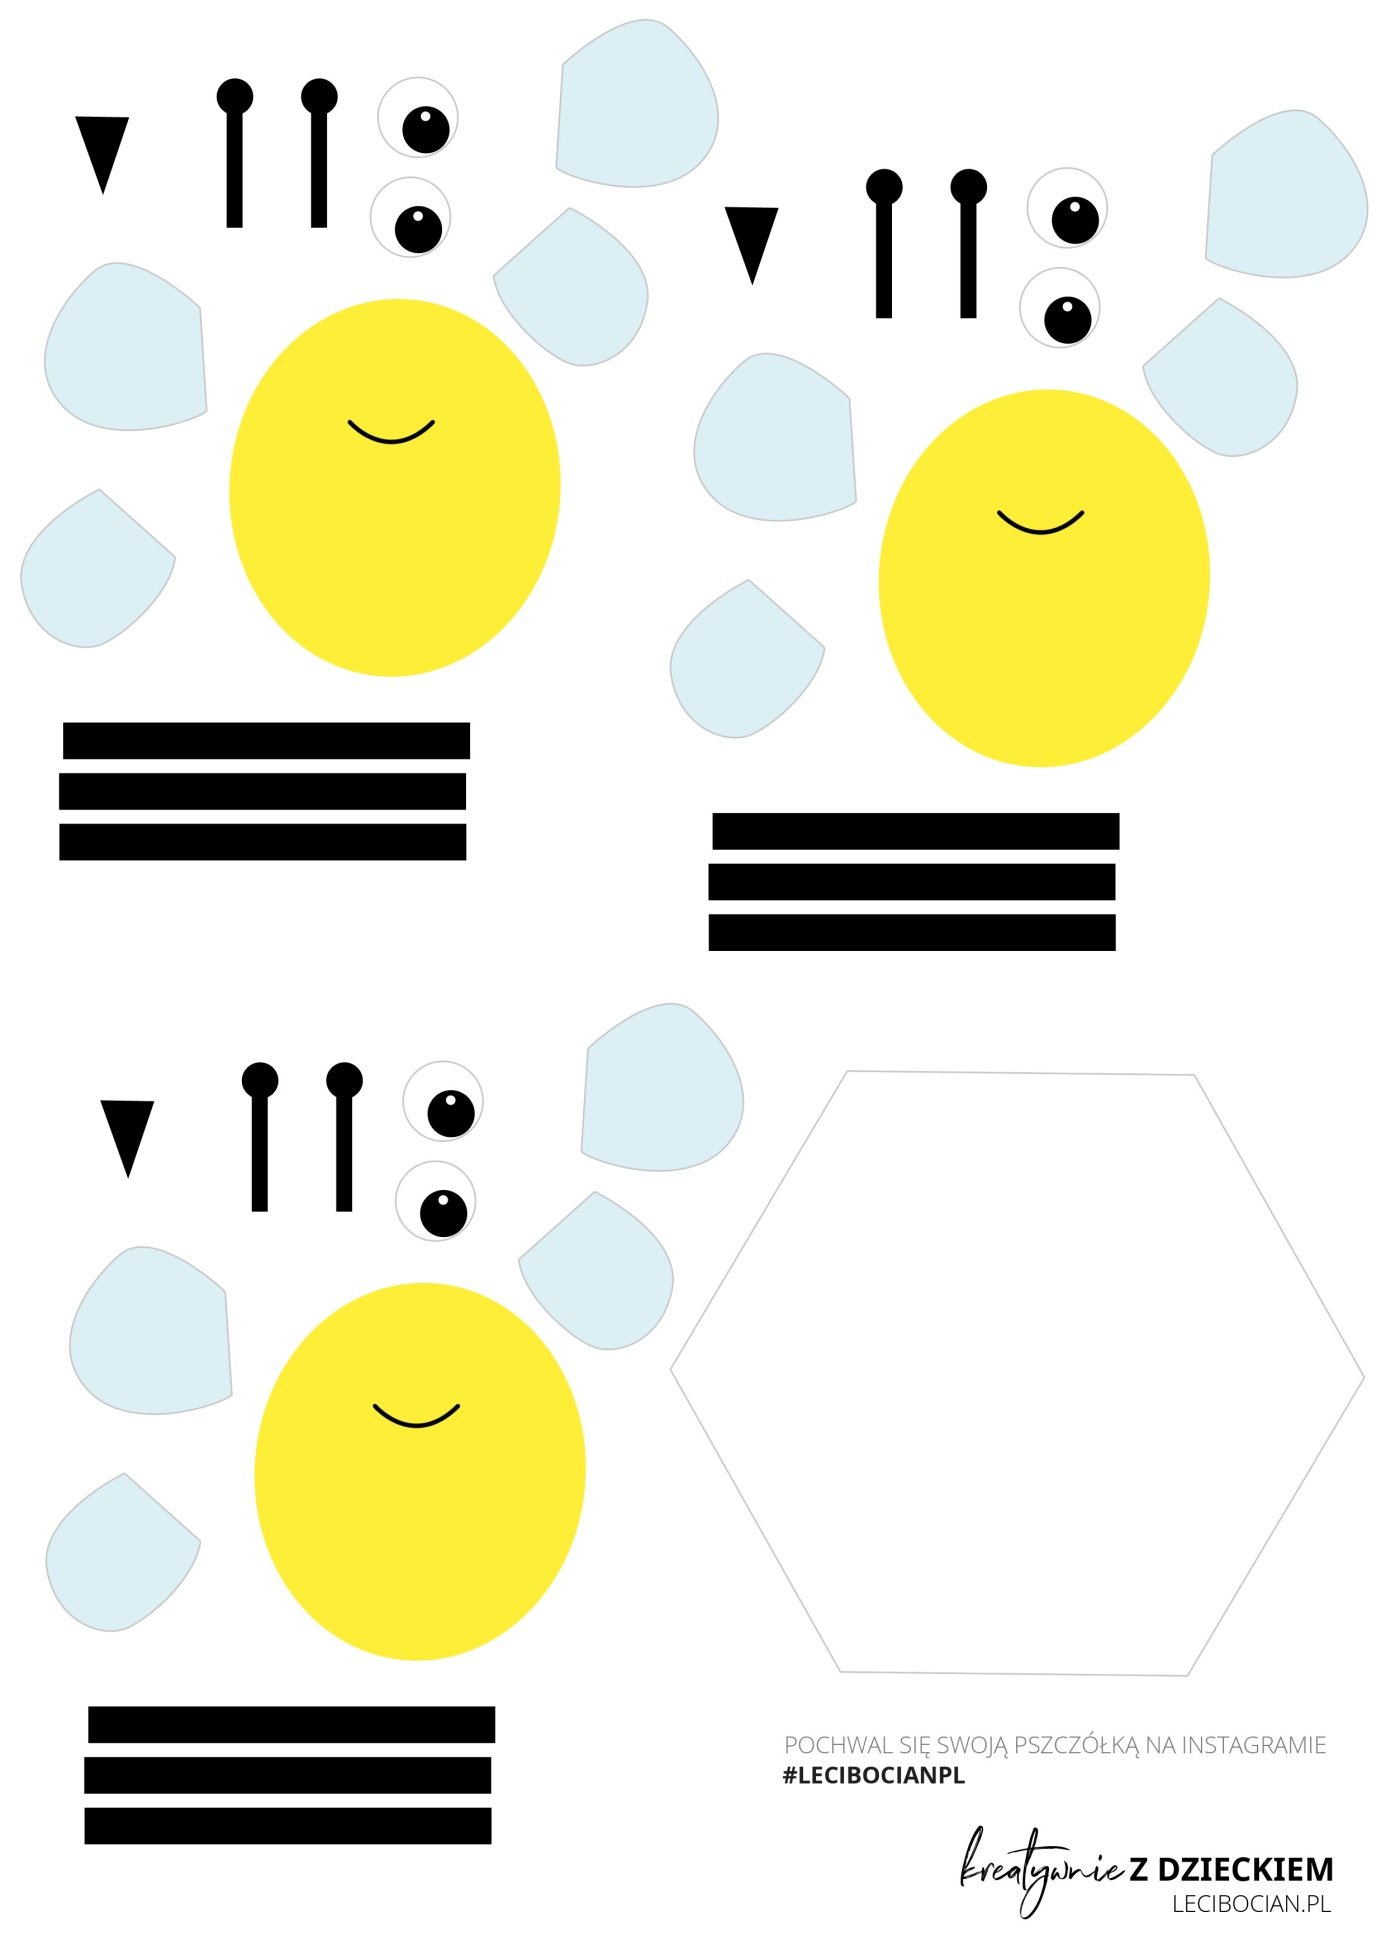 POCHWAL SIĘ SWOJĄ PSZCZÓŁKĄ NA INSTAGRAMIE
#LECIBOCIANPL
kreatywnie Z DZIECKIEM
LECIBOCIAN.PL